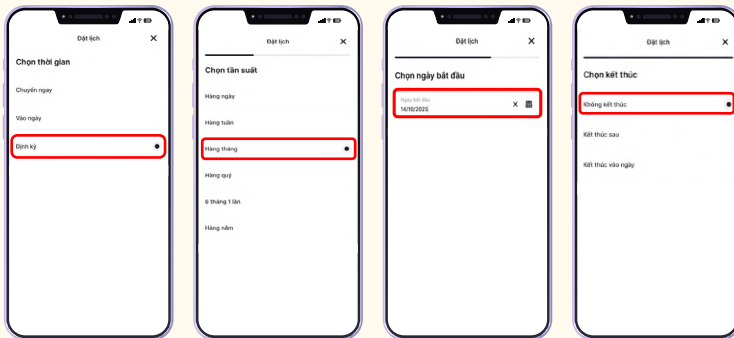 Đặt lịch
Chọn thời gian
Chuyển ngay
Vào ngày
Định kỳ
Đặt lịch
Chọn tần suất
Hàng ngày
Hàng tuần
Hàng tháng
Hàng quý
6 tháng 1 lần
Hàng năm
Đặt lịch
Chọn ngày bắt đầu
Ngày bắt đầu
14/10/2025
Đặt lịch
Chọn kết thúc
Không kết thúc
Kết thúc sau
Kết thúc vào ngày